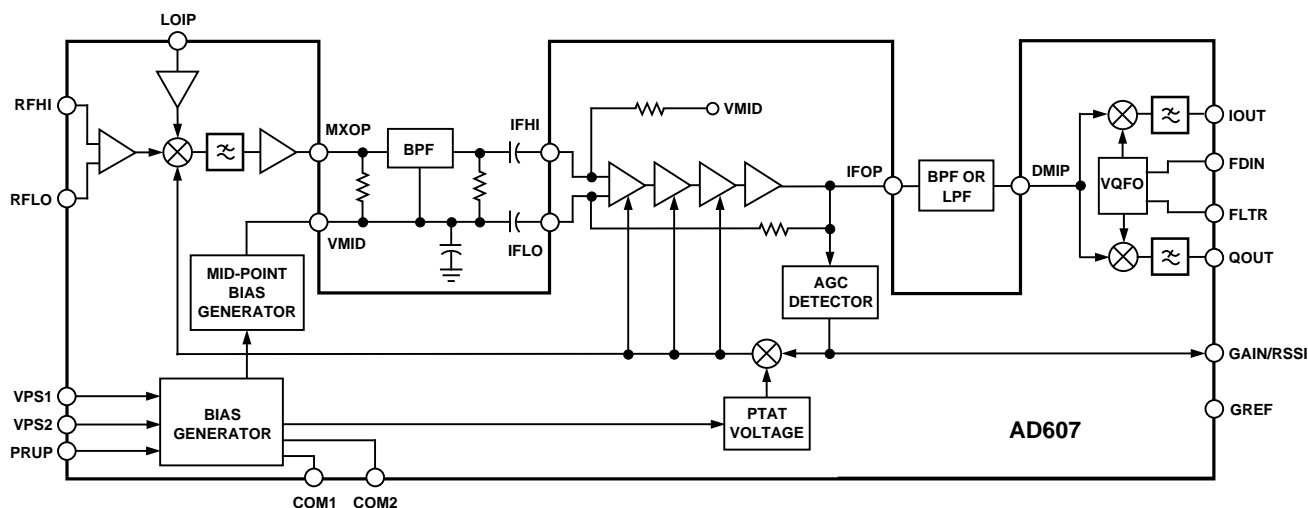 LOIP
RFHI
RFLO
MXOP
BPF
VMID
MID-POINT
BIAS
GENERATOR
IFHI
IFLO
VMID
IFOP
AGC
DETECTOR
BPF OR
LPF
DMIP
VQFO
IOUT
FDIN
FLTR
QOUT
GAIN/RSSI
GREF
VPS1
VPS2
PRUP
BIAS
GENERATOR
PTAT
VOLTAGE
AD607
COM1
COM2